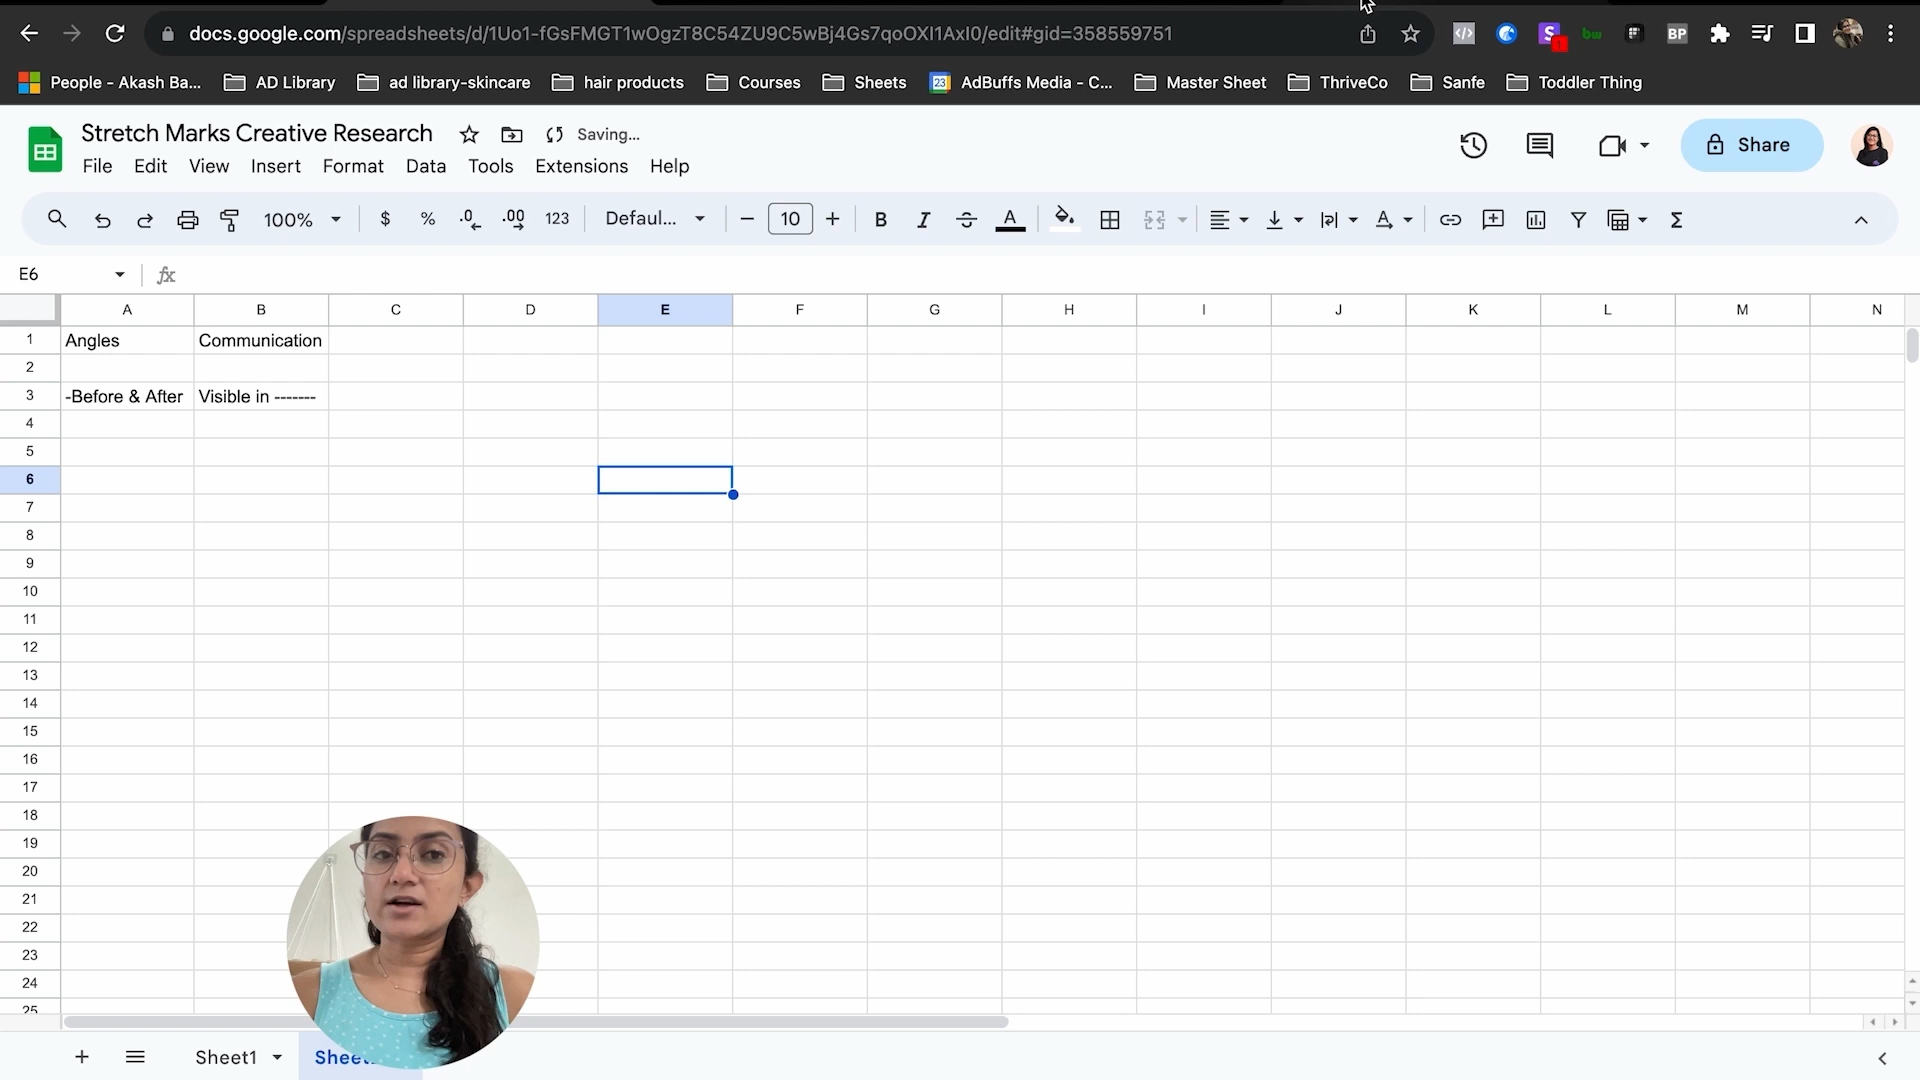 docs.google.com/spreadsheets/d/1Uo1-fGsFMGT1wOgzT8C54ZU9C5wBj4Gs7qoOXI1AxI0/edit#gid=358559751
BP
People - Akash Ba... AD Library ad library-skincare hair products Courses Sheets 23 AdBuffs Media - C... Master Sheet ThriveCo Sanfe Toddler Thing
Stretch Marks Creative Research Saving...
File Edit View Insert Format Data Tools Extensions Help
Share
100% $ % .0 .00 123 Defaul... 10 B I A
E6 fx
A B C D E F G H I J K L M N
1 Angles Communication
2
3 -Before & After Visible in -------
4
5
6
7
8
9
10
11
12
13
14
15
16
17
18
19
20
21
22
23
24
25
Sheet1